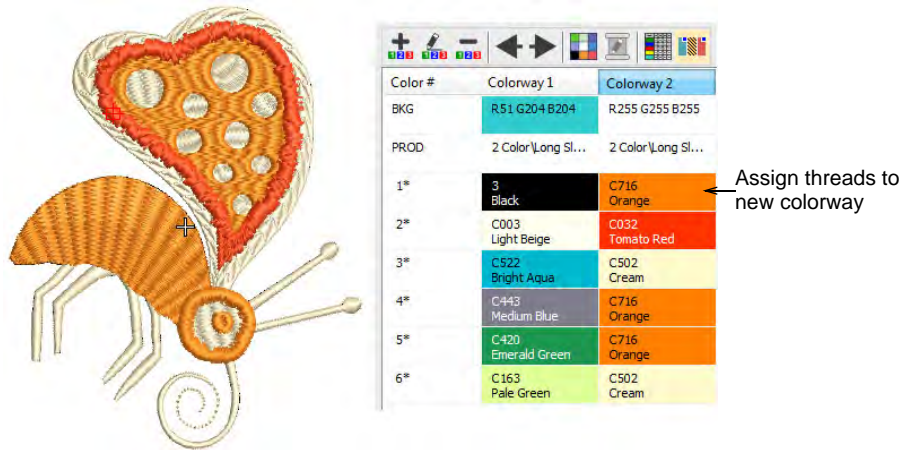 Color # Colorway 1 Colorway 2
BKG R51 G204 B204 R255 G255 B255
PROD 2 Color\Long Sl... 2 Color\Long Sl...
1* 3 Black C716 Orange
Assign threads to
new colorway
2* C003 Light Beige C032 Tomato Red
3* C522 Bright Aqua C502 Cream
4* C443 Medium Blue C716 Orange
5* C420 Emerald Green C716 Orange
6* C163 Pale Green C502 Cream